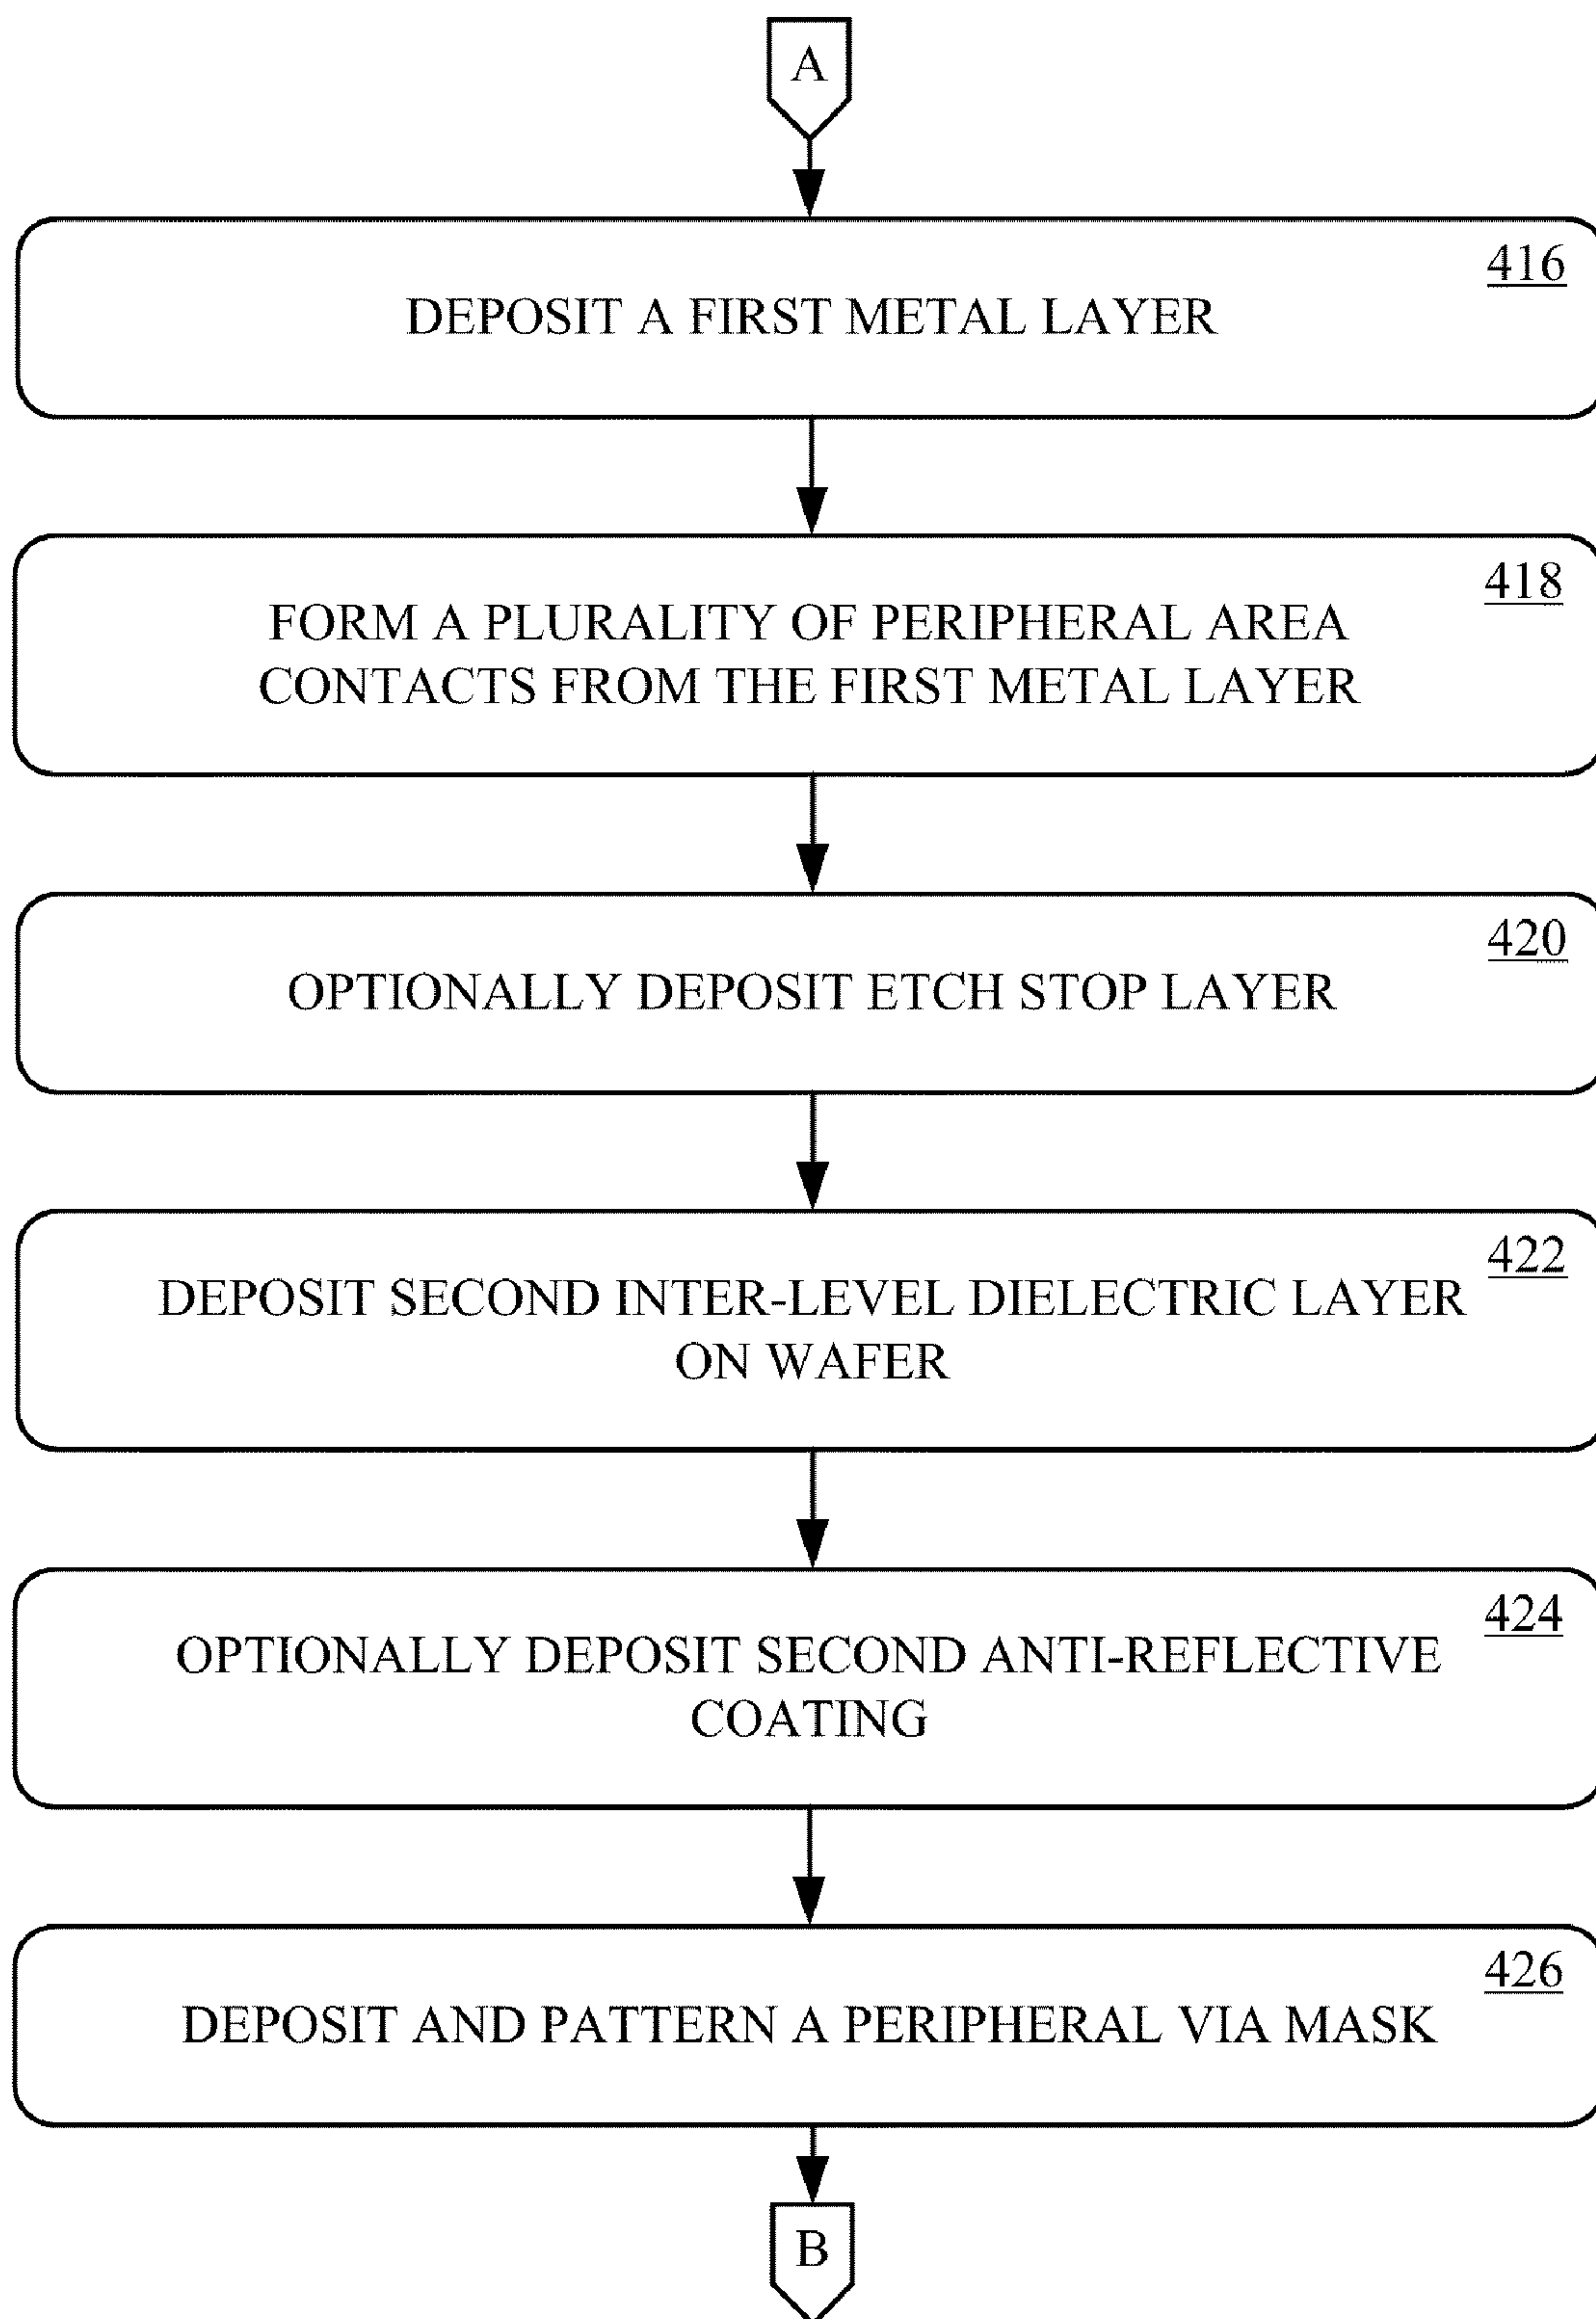 A
416
DEPOSIT A FIRST METAL LAYER
418
FORM A PLURALITY OF PERIPHERAL AREA
CONTACTS FROM THE FIRST METAL LAYER
420
OPTIONALLY DEPOSIT ETCH STOP LAYER
422
DEPOSIT SECOND INTER-LEVEL DIELECTRIC LAYER
ON WAFER
424
OPTIONALLY DEPOSIT SECOND ANTI-REFLECTIVE
COATING
426
DEPOSIT AND PATTERN A PERIPHERAL VIA MASK
B